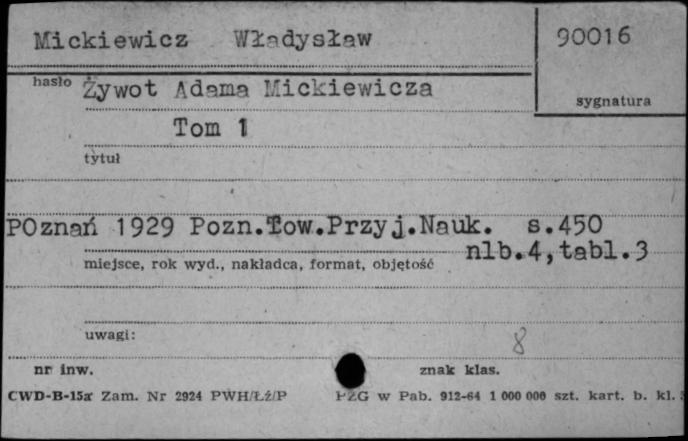 Mickiewicz Władysław
90016
hasło
sygnatura
Żywot Adama Mickiewicza
Tom 1
tytuł
POznań 1929 Pozn.Tow.Przyj.Nauk. s.450
nlb.4,tabl.3
miejsce, rok wyd., nakładca, format, objętość
uwagi:
8
nr inw. znak klas.
CWD-B-15a Zam. Nr 2924 PWH/Łź/P PZG w Pab. 912-64 1 000 000 szt. kart. b. kl.